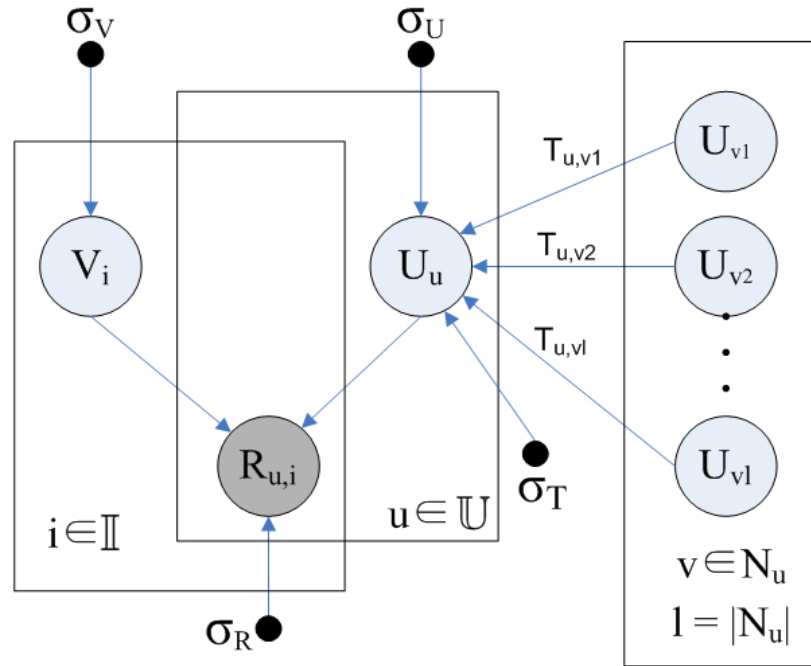 σV
σU
Uv1
Tu,v1
Vi
Uu
Tu,v2
Uv2
Tu,vl
Ru,i
σT
Uvl
i∈𝕀
u∈𝕌
v∈Nu
l = |Nu|
σR